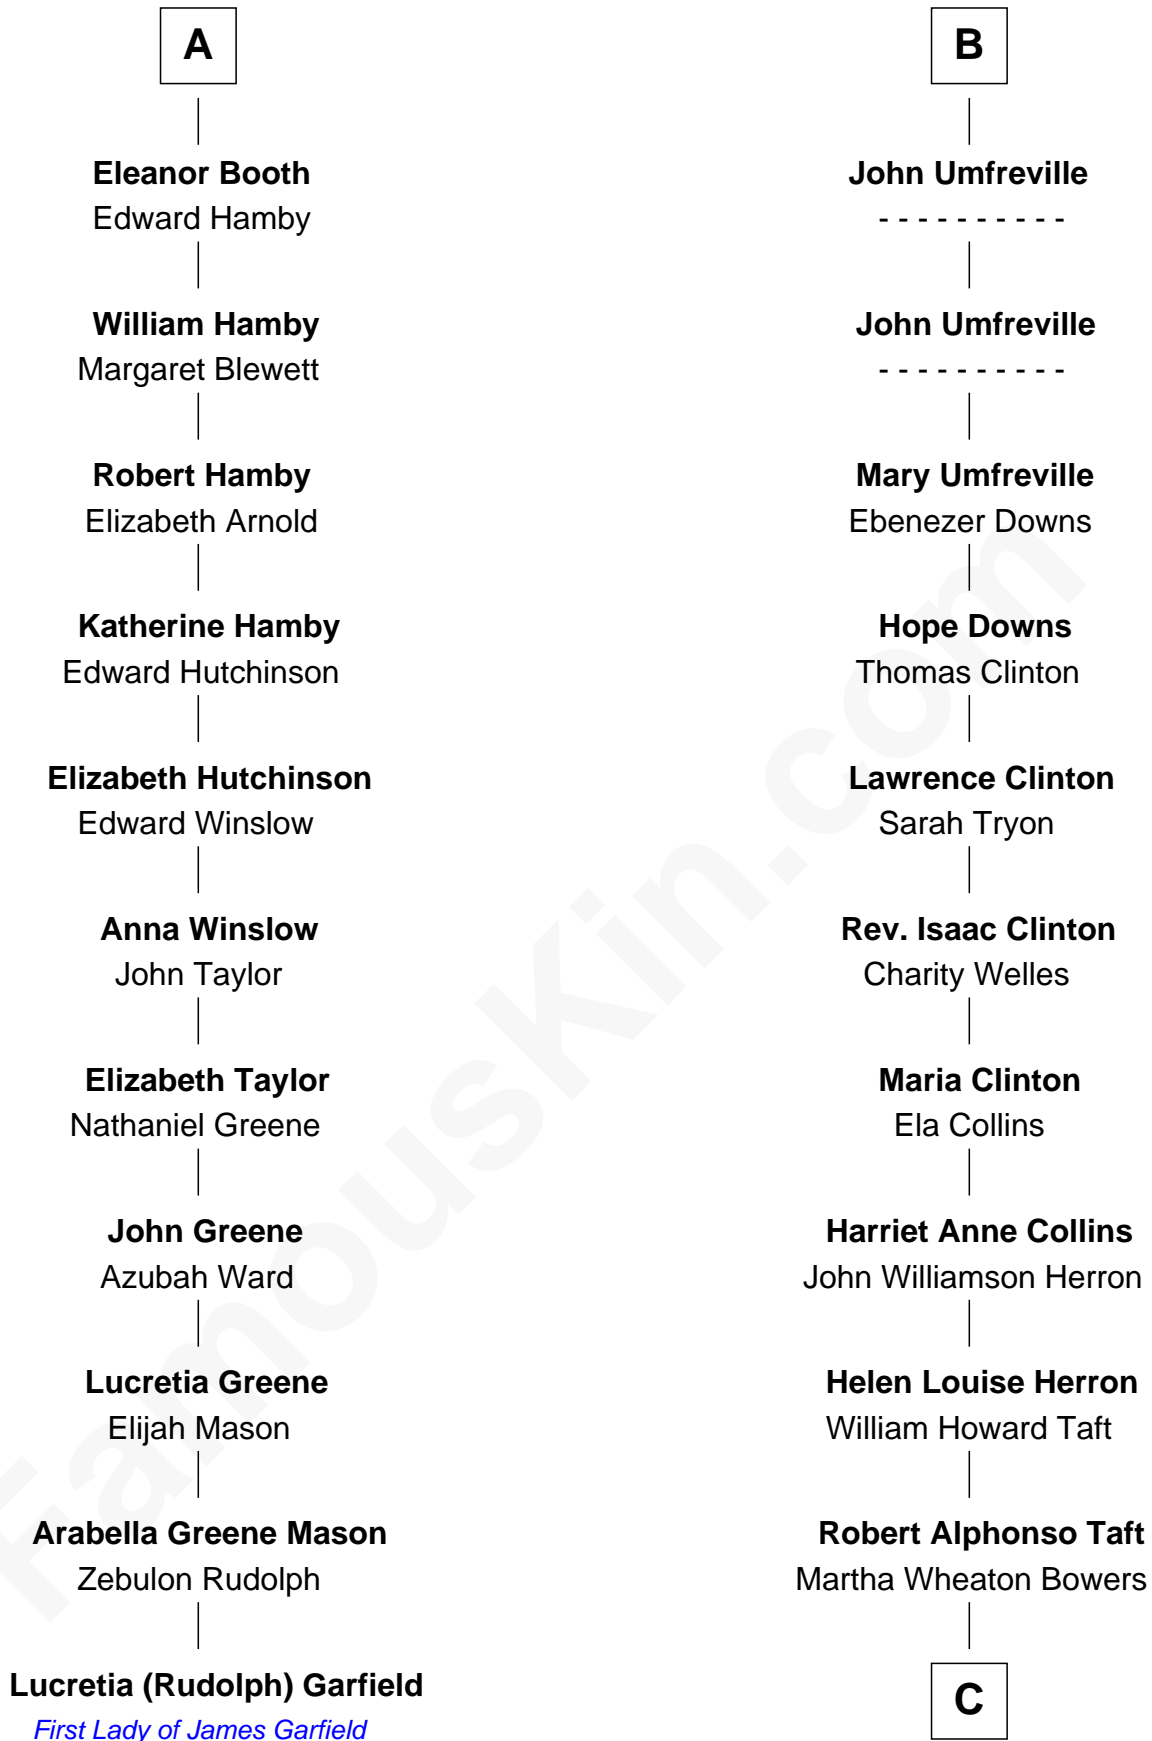 A
Eleanor Booth
Edward Hamby
William Hamby
Margaret Blewett
Robert Hamby
Elizabeth Arnold
Katherine Hamby
Edward Hutchinson
Elizabeth Hutchinson
Edward Winslow
Anna Winslow
John Taylor
Elizabeth Taylor
Nathaniel Greene
John Greene
Azubah Ward
Lucretia Greene
Elijah Mason
Arabella Greene Mason
Zebulon Rudolph
Lucretia (Rudolph) Garfield
First Lady of James Garfield
B
John Umfreville
- - - - - - - - - -
John Umfreville
- - - - - - - - - -
Mary Umfreville
Ebenezer Downs
Hope Downs
Thomas Clinton
Lawrence Clinton
Sarah Tryon
Rev. Isaac Clinton
Charity Welles
Maria Clinton
Ela Collins
Harriet Anne Collins
John Williamson Herron
Helen Louise Herron
William Howard Taft
Robert Alphonso Taft
Martha Wheaton Bowers
C
FamousKin.com